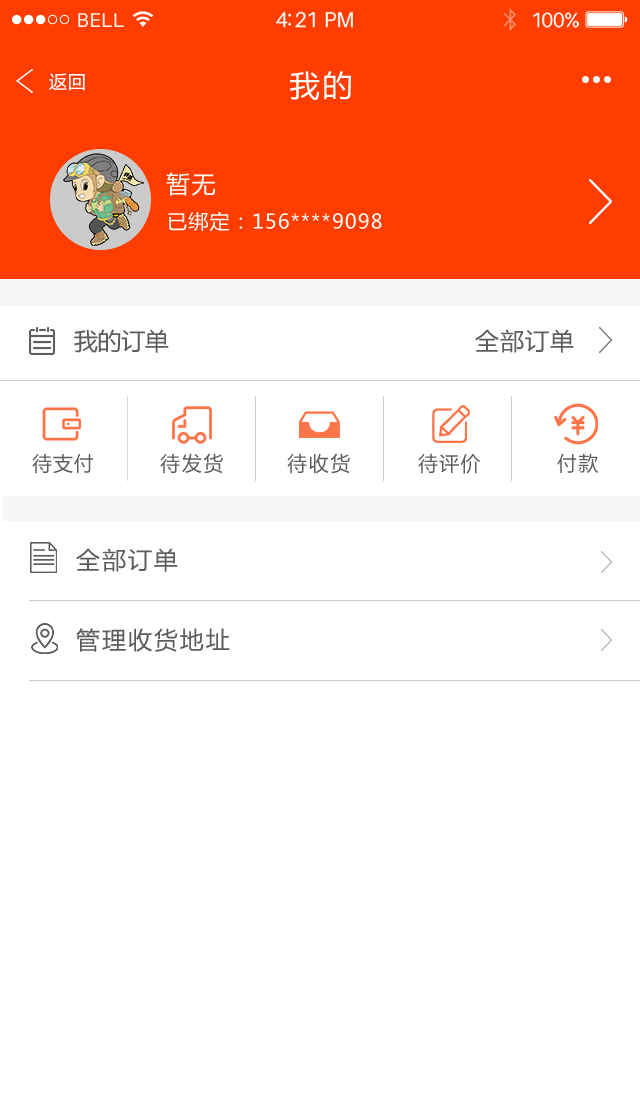 BELL 4:21 PM 100%
返回 我的
暂无
已绑定：156****9098
我的订单 全部订单
待支付 待发货 待收货 待评价 付款
全部订单
管理收货地址